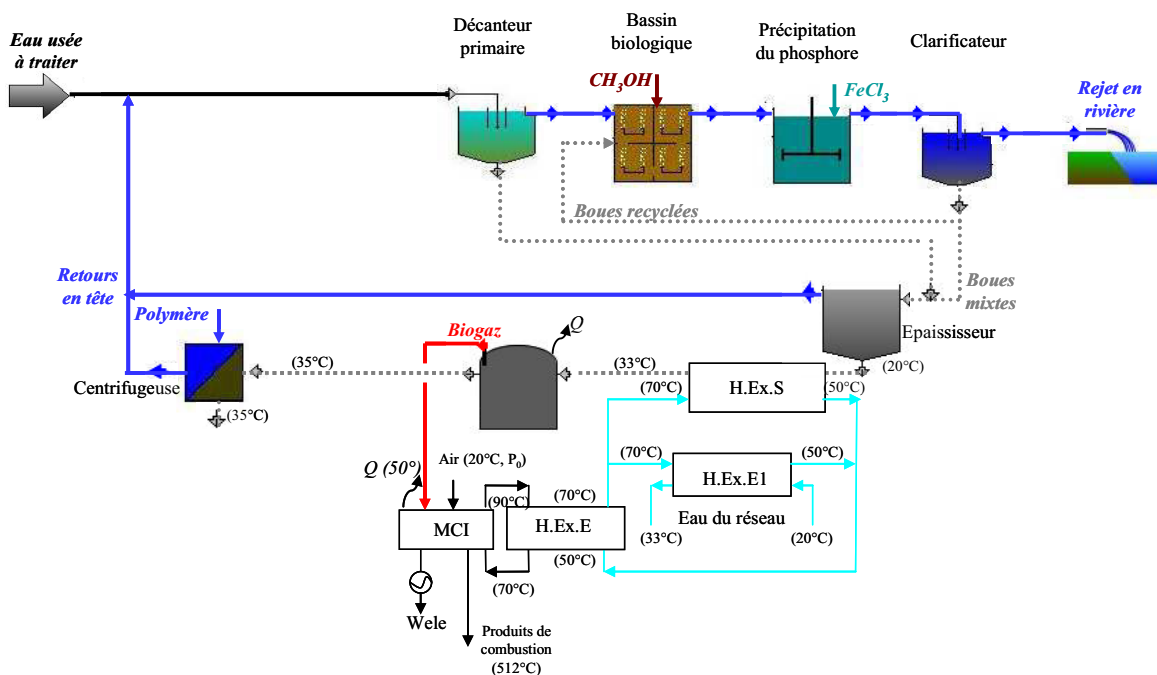 Eau usée
à traiter
Décanteur
primaire
Bassin
biologique
Précipitation
du phosphore
Clarificateur
CH3OH
FeCl3
Rejet en
rivière
Boues recyclées
Boues
mixtes
Retours
en tête
Polymère
Biogaz
Q
Epaississeur
(20°C)
Centrifugeuse
(35°C)
(35°C)
(33°C)
(70°C)
H.Ex.S
(50°C)
Air (20°C, P0)
Q (50°)
(70°C)
H.Ex.E1
(50°C)
(90°C)
(70°C)
MCI
H.Ex.E
Eau du réseau
(50°C)
(33°C)
(20°C)
(70°C)
Wele
Produits de
combustion
(512°C)